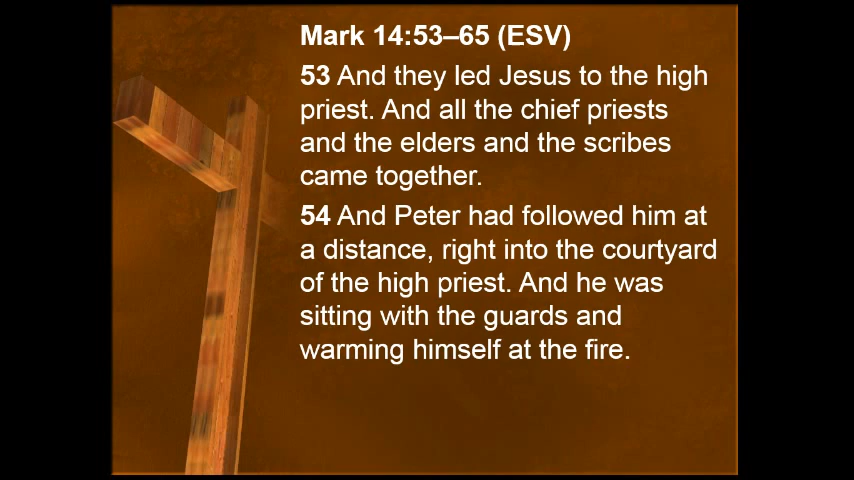 Mark 14:53–65 (ESV)
53 And they led Jesus to the high
priest. And all the chief priests
and the elders and the scribes
came together.
54 And Peter had followed him at
a distance, right into the courtyard
of the high priest. And he was
sitting with the guards and
warming himself at the fire.